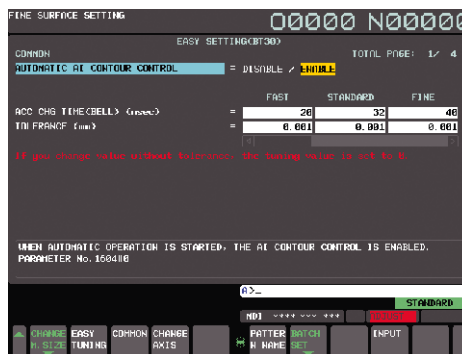 FINE SURFACE SETTING
O0000 N00000
EASY SETTING(BT30)
COMMON
TOTAL PAGE: 1/ 4
AUTOMATIC AI CONTOUR CONTROL = DISABLE / ENABLE
FAST STANDARD FINE
ACC CHG TIME(BELL) (msec) = 20 32 40
TOLERANCE (mm) = 0.001 0.001 0.001
If you change value without tolerance, the tuning value is set to 0.
WHEN AUTOMATIC OPERATION IS STARTED, THE AI CONTOUR CONTROL IS ENABLED.
PARAMETER No.1604#0
A>_
STANDARD
MDI **** *** ***
CHANGE M.SIZE EASY TUNING COMMON CHANGE AXIS PATTER N NAME BATCH SET INPUT